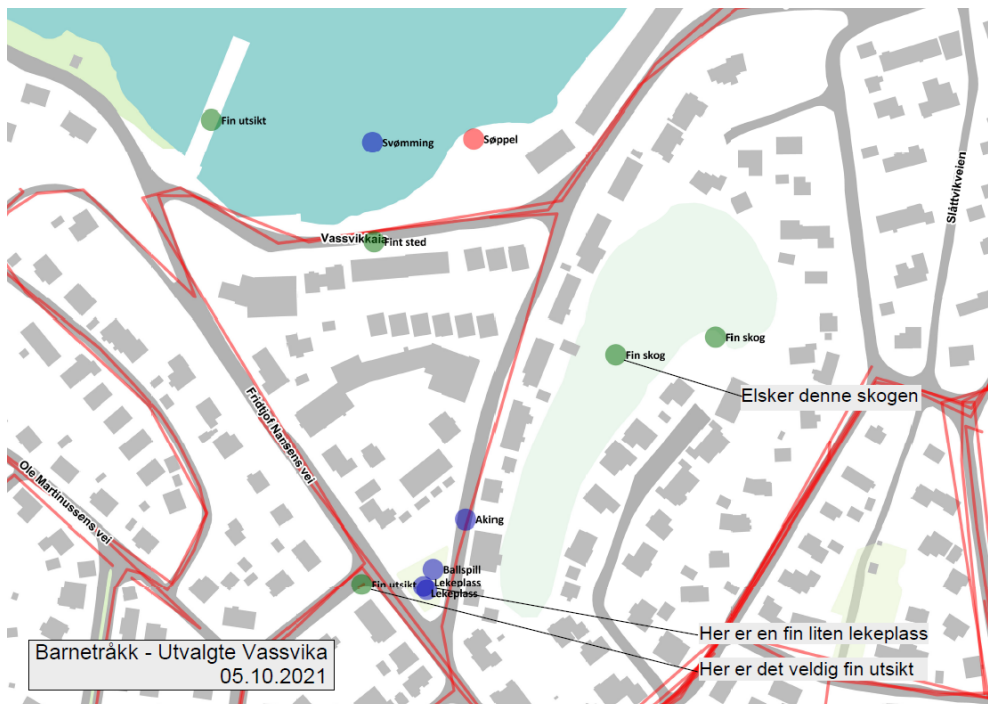 Fin utsikt
Svømming
Søppel
Slåttvikveien
Vassvikkaia
Fint sted
Fin skog
Fin skog
Elsker denne skogen
Fridtjof Nansens vei
Ole Martinussens vei
Aking
Ballspill
Fin utsikt
Lekeplass
Lekeplass
Her er en fin liten lekeplass
Her er det veldig fin utsikt
Barnetråkk - Utvalgte Vassvika
05.10.2021